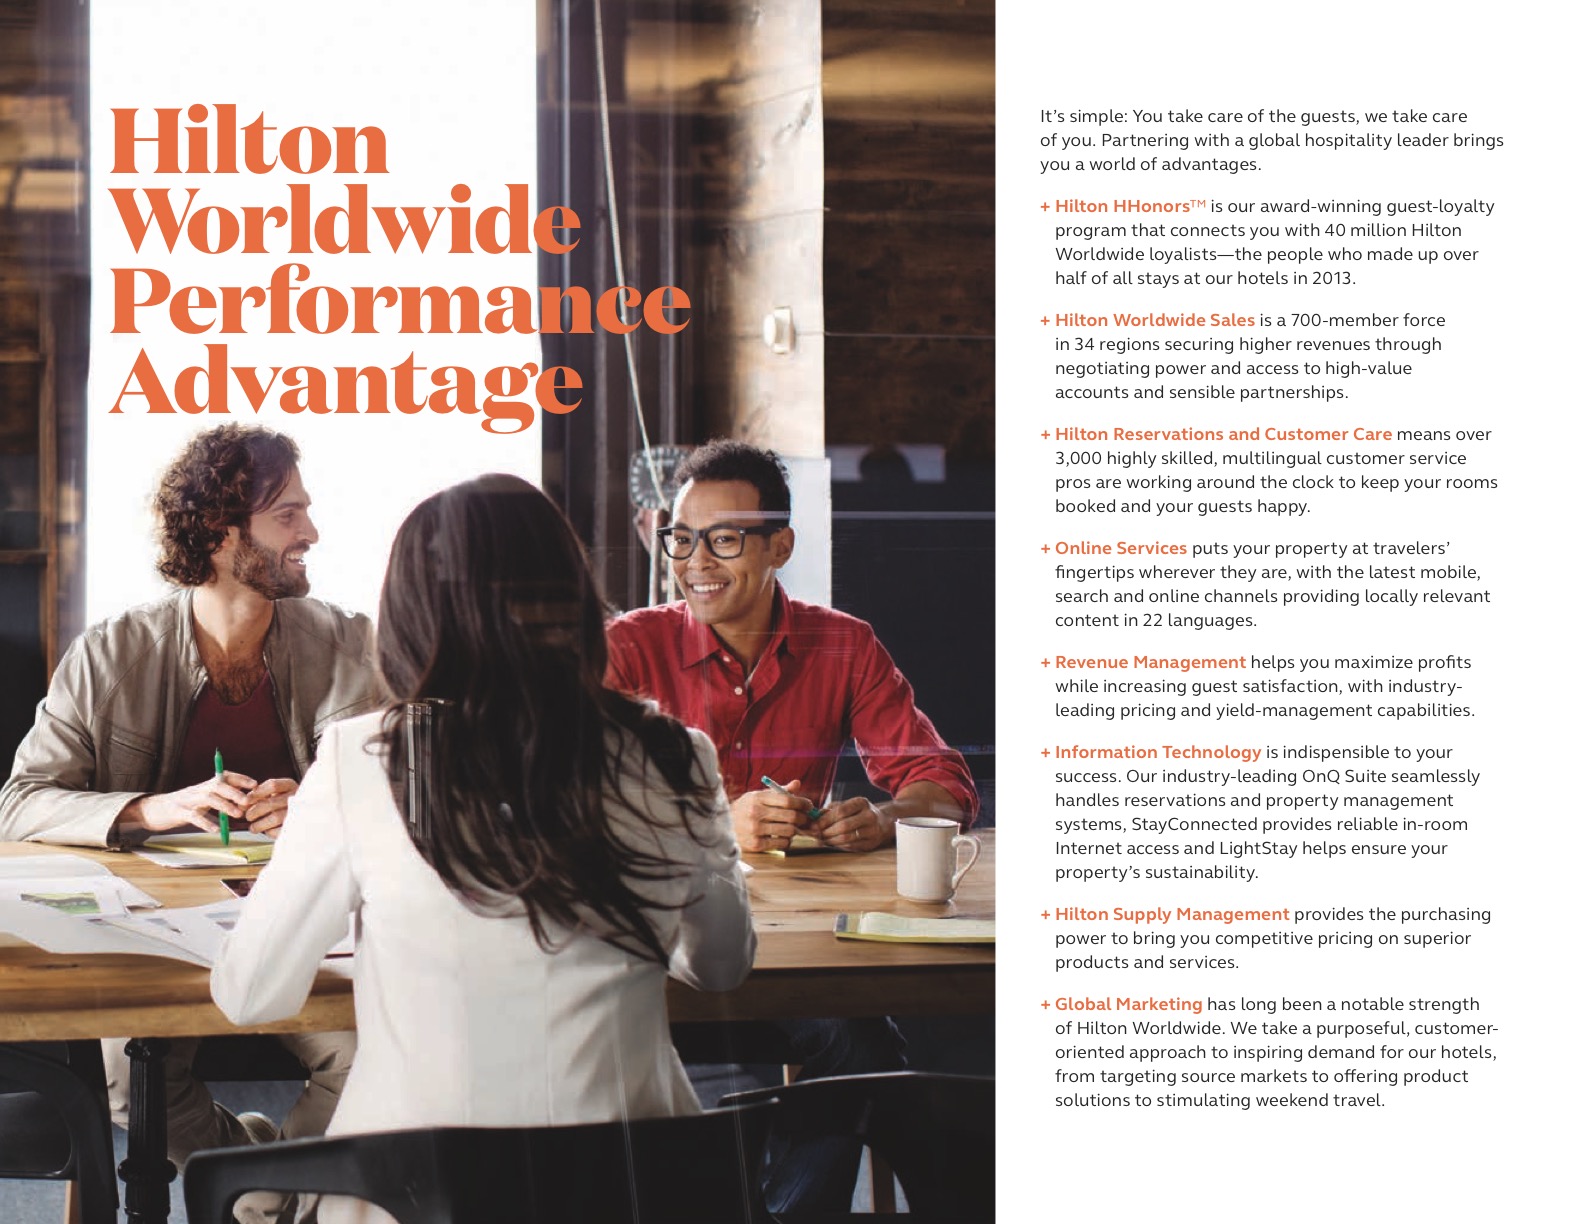 Hilton
Worldwide
Performance
Advantage
It’s simple: You take care of the guests, we take care
of you. Partnering with a global hospitality leader brings
you a world of advantages.
+ Hilton HHonors™ is our award-winning guest-loyalty
program that connects you with 40 million Hilton
Worldwide loyalists—the people who made up over
half of all stays at our hotels in 2013.
+ Hilton Worldwide Sales is a 700-member force
in 34 regions securing higher revenues through
negotiating power and access to high-value
accounts and sensible partnerships.
+ Hilton Reservations and Customer Care means over
3,000 highly skilled, multilingual customer service
pros are working around the clock to keep your rooms
booked and your guests happy.
+ Online Services puts your property at travelers’
fingertips wherever they are, with the latest mobile,
search and online channels providing locally relevant
content in 22 languages.
+ Revenue Management helps you maximize profits
while increasing guest satisfaction, with industry-
leading pricing and yield-management capabilities.
+ Information Technology is indispensible to your
success. Our industry-leading OnQ Suite seamlessly
handles reservations and property management
systems, StayConnected provides reliable in-room
Internet access and LightStay helps ensure your
property’s sustainability.
+ Hilton Supply Management provides the purchasing
power to bring you competitive pricing on superior
products and services.
+ Global Marketing has long been a notable strength
of Hilton Worldwide. We take a purposeful, customer-
oriented approach to inspiring demand for our hotels,
from targeting source markets to offering product
solutions to stimulating weekend travel.